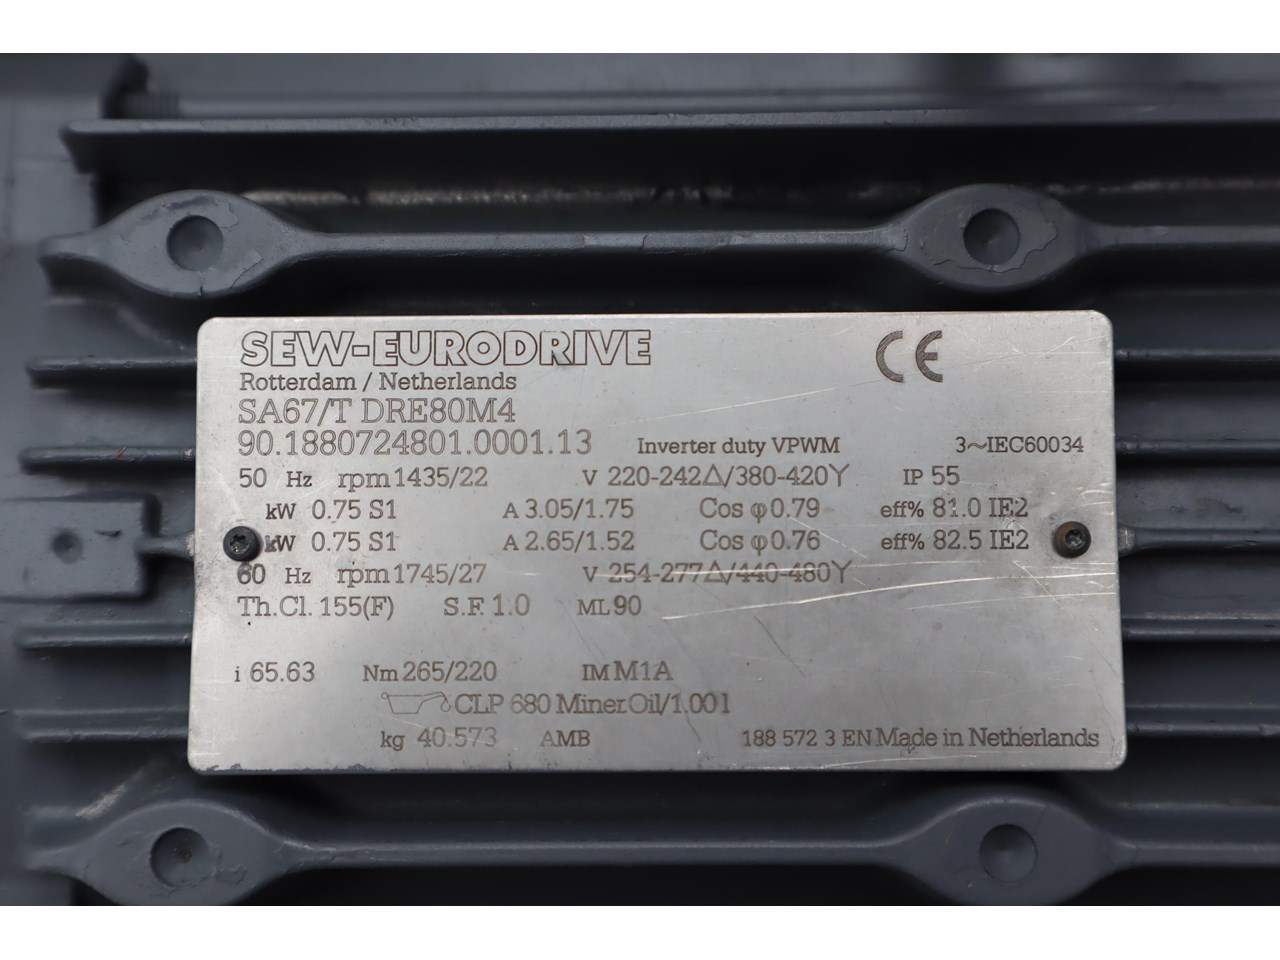 SEW-EURODRIVE CE
Rotterdam / Netherlands
SA67/T DRE80M4
90.1880724801.0001.13 Inverter duty VPWM 3~IEC60034
50 Hz rpm 1435/22 V 220-242△/380-420Y IP 55
kW 0.75 S1 A 3.05/1.75 Cos φ 0.79 eff% 81.0 IE2
kW 0.75 S1 A 2.65/1.52 Cos φ 0.76 eff% 82.5 IE2
60 Hz rpm 1745/27 V 254-277△/440-480Y
Th.Cl. 155(F) S.F. 1.0 ML 90
i 65.63 Nm 265/220 IM M1A
CLP 680 Miner.Oil/1.00 l
kg 40.573 AMB 188 572 3 EN Made in Netherlands